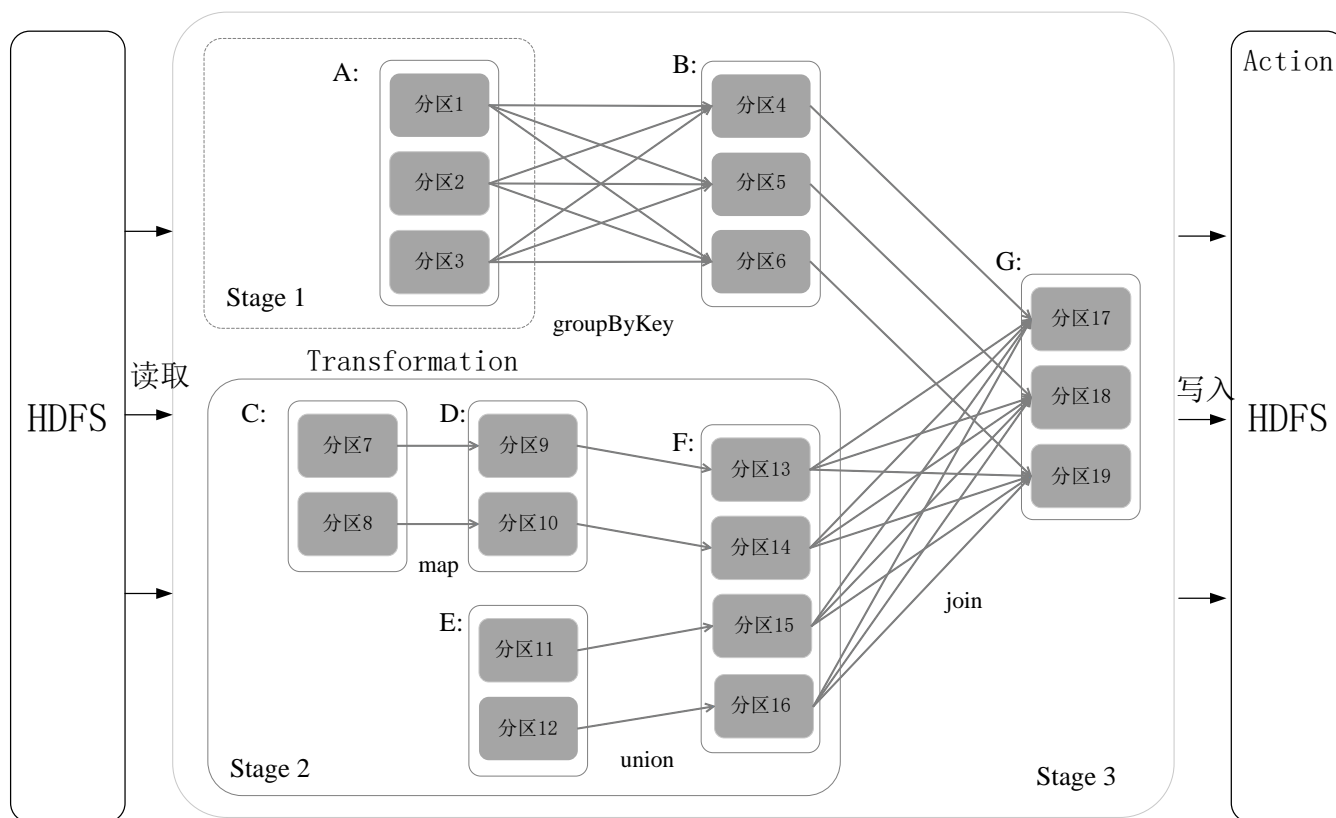 HDFS
读取
A:
分区1
分区2
分区3
Stage 1
groupByKey
B:
分区4
分区5
分区6
Transformation
C:
分区7
分区8
map
D:
分区9
分区10
E:
分区11
分区12
union
F:
分区13
分区14
分区15
分区16
Stage 2
join
G:
分区17
分区18
分区19
Stage 3
写入
Action
HDFS